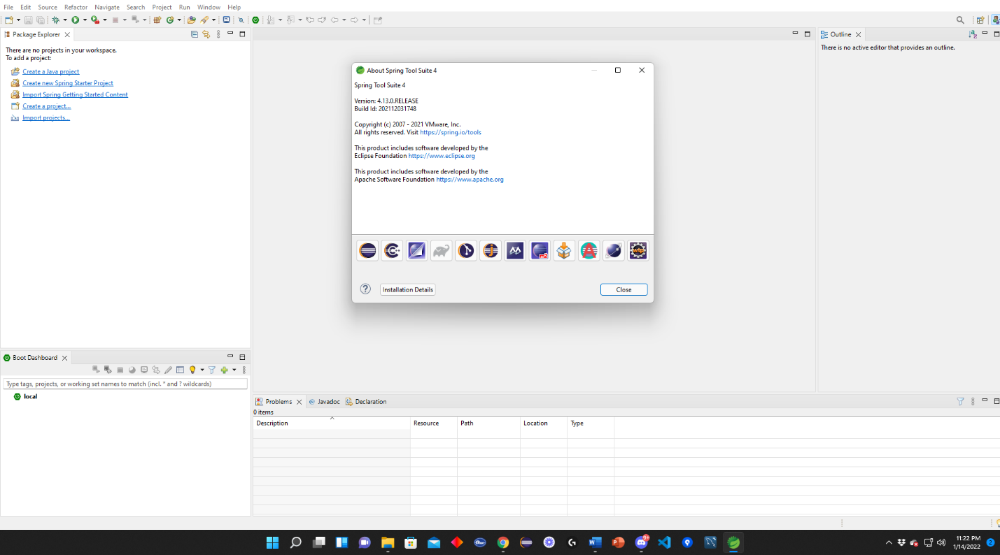 File Edit Source Refactor Navigate Search Project Run Window Help
Package Explorer
There are no projects in your workspace.
To add a project:
Create a Java project
Create new Spring Starter Project
Import Spring Getting Started Content
Create a project...
Import projects...
Outline
There is no active editor that provides an outline.
About Spring Tool Suite 4
Spring Tool Suite 4
Version: 4.13.0.RELEASE
Build Id: 202112031748
Copyright (c) 2007 - 2021 VMware, Inc.
All rights reserved. Visit https://spring.io/tools
This product includes software developed by the
Eclipse Foundation https://www.eclipse.org
This product includes software developed by the
Apache Software Foundation https://www.apache.org
m2
wtp
Installation Details
Close
Boot Dashboard
Type tags, projects, or working set names to match (incl. * and ? wildcards)
local
Problems
Javadoc
Declaration
0 items
Description Resource Path Location Type
11:22 PM
1/14/2022
2